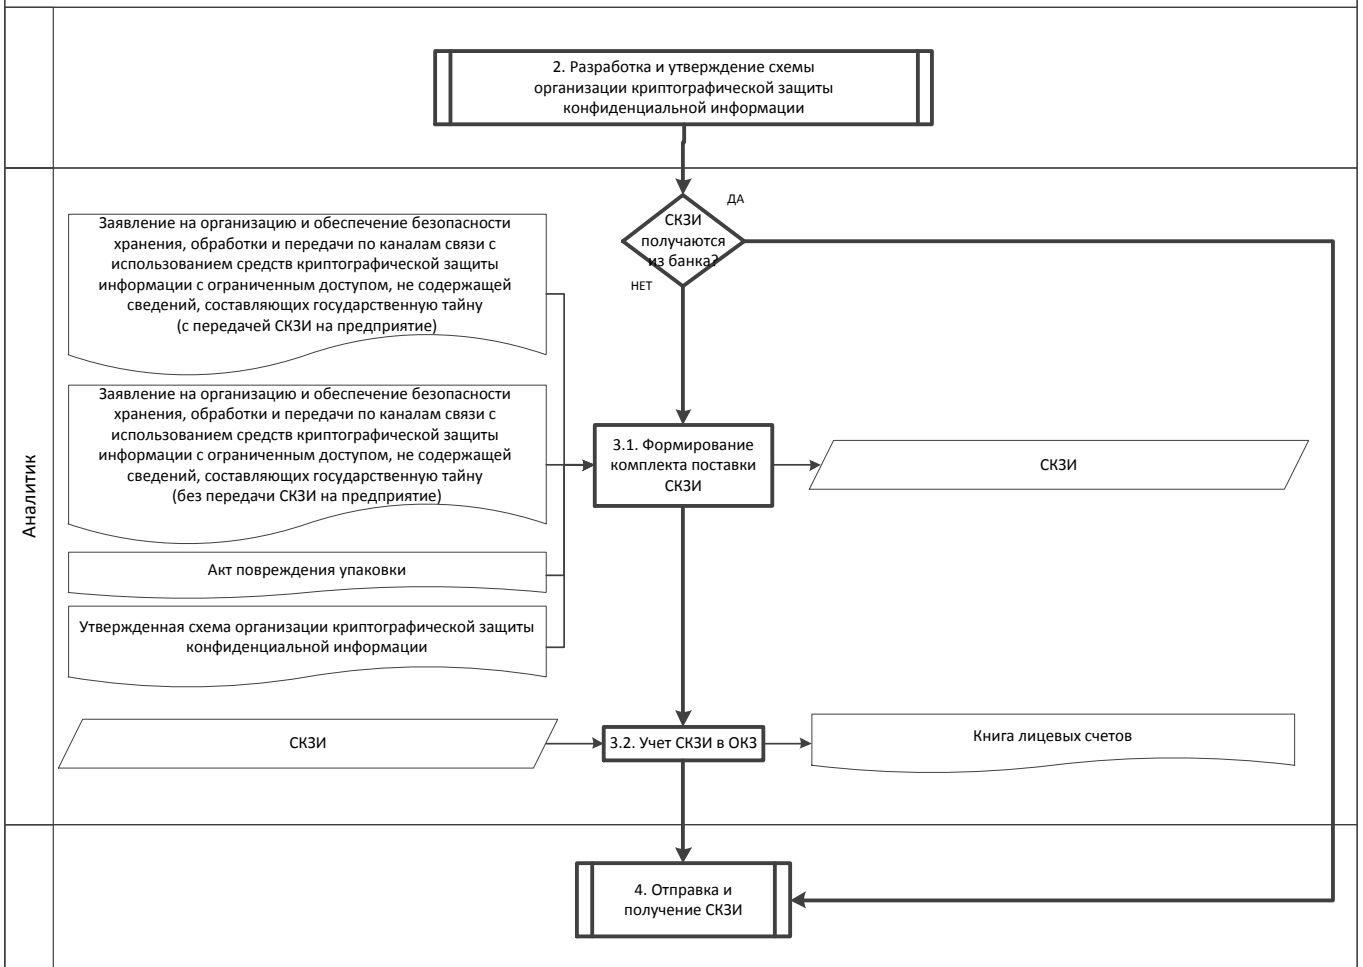 2. Разработка и утверждение схемы
организации криптографической защиты
конфиденциальной информации
Аналитик
СКЗИ
получаются
из банка?
ДА
НЕТ
Заявление на организацию и обеспечение безопасности
хранения, обработки и передачи по каналам связи с
использованием средств криптографической защиты
информации с ограниченным доступом, не содержащей
сведений, составляющих государственную тайну
(с передачей СКЗИ на предприятие)
Заявление на организацию и обеспечение безопасности
хранения, обработки и передачи по каналам связи с
использованием средств криптографической защиты
информации с ограниченным доступом, не содержащей
сведений, составляющих государственную тайну
(без передачи СКЗИ на предприятие)
Акт повреждения упаковки
Утвержденная схема организации криптографической защиты
конфиденциальной информации
3.1. Формирование
комплекта поставки
СКЗИ
СКЗИ
СКЗИ
3.2. Учет СКЗИ в ОКЗ
Книга лицевых счетов
4. Отправка и
получение СКЗИ